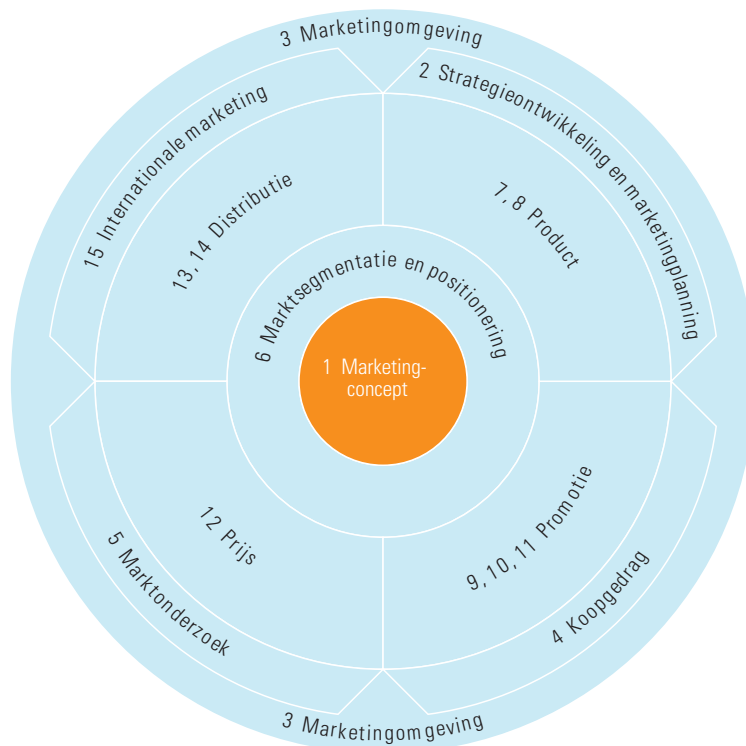 3 Marketingomgeving
2 Strategieontwikkeling en marketingplanning
15 Internationale marketing
13, 14 Distributie
7, 8 Product
6 Marktsegmentatie en positionering
1 Marketing-
concept
12 Prijs
9, 10, 11 Promotie
5 Marktonderzoek
4 Koopgedrag
3 Marketingomgeving